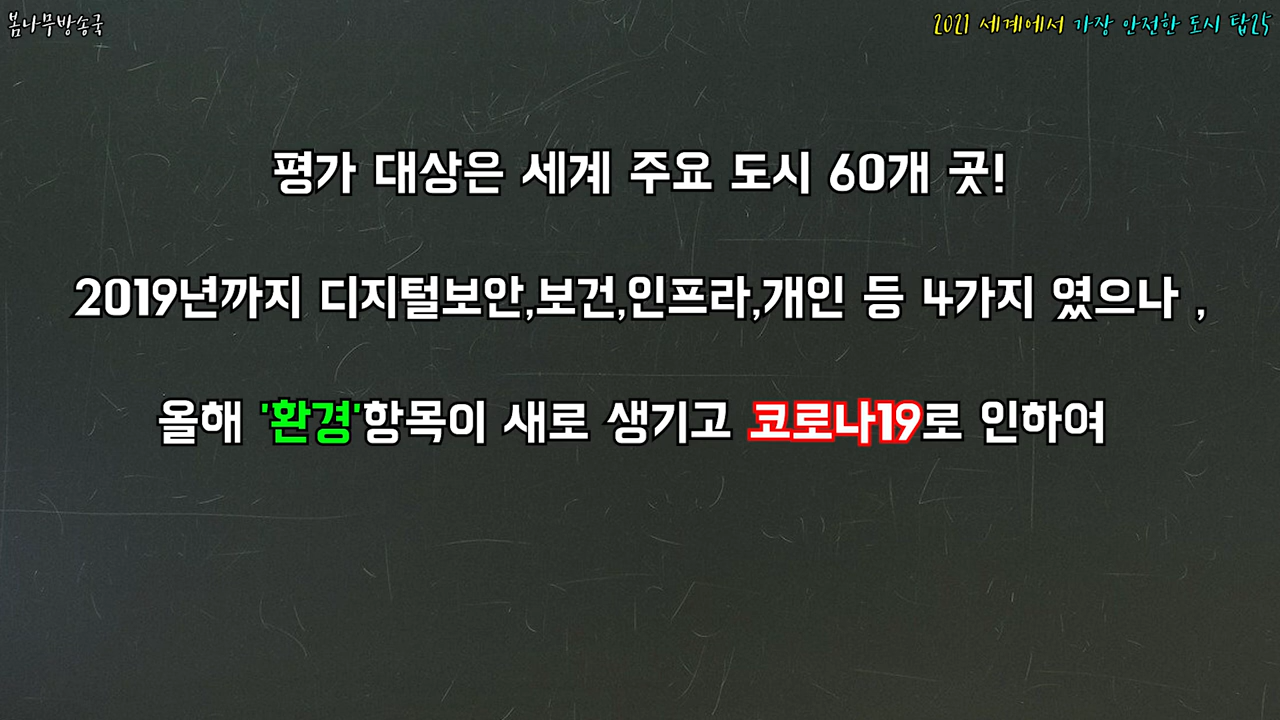 봄나무방송국
2021 세계에서 가장 안전한 도시 탑25
평가 대상은 세계 주요 도시 60개 곳!
2019년까지 디지털보안,보건,인프라,개인 등 4가지 였으나 ,
올해 '환경'항목이 새로 생기고 코로나19로 인하여